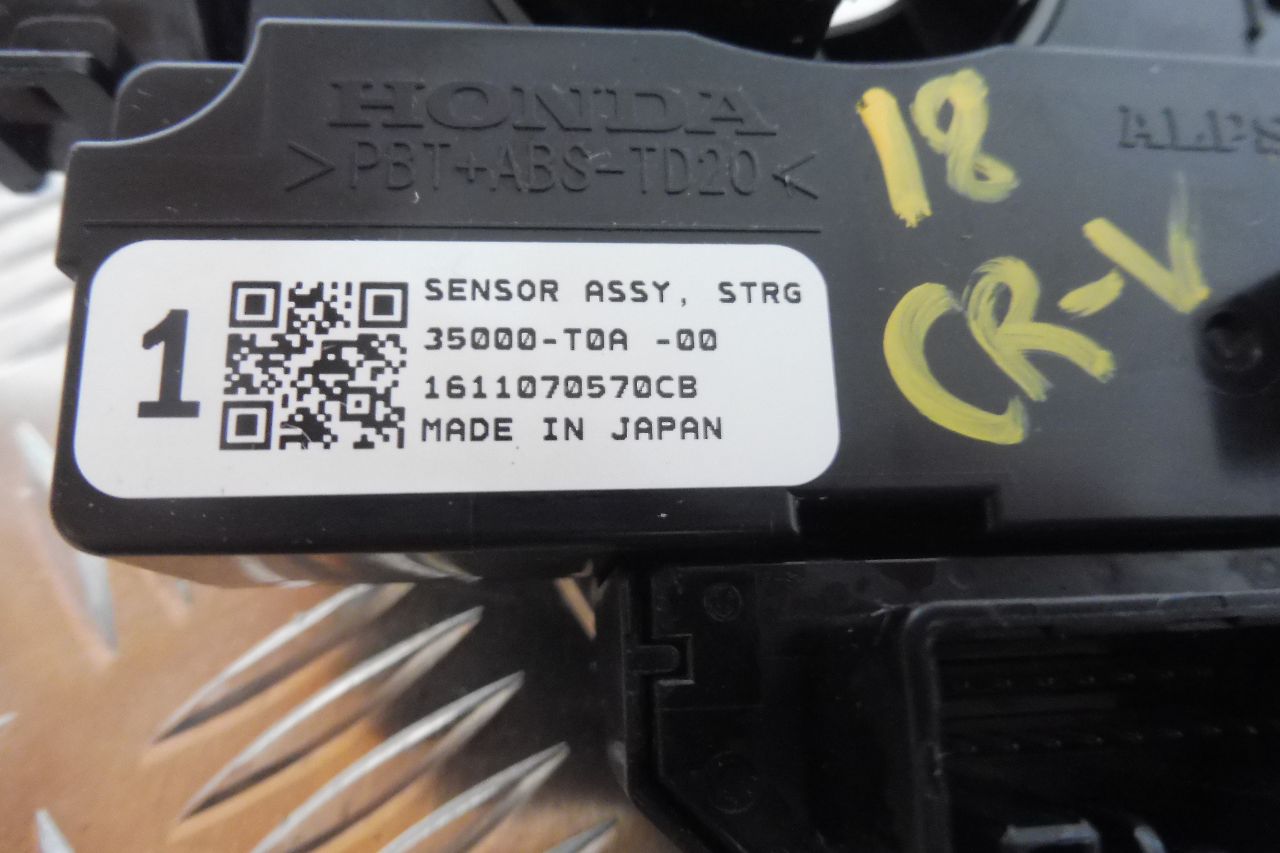 HONDA
>PBT+ABS-TD20<
18
CR-V
ALPS
1
SENSOR ASSY, STRG
35000-T0A -00
1611070570CB
MADE IN JAPAN